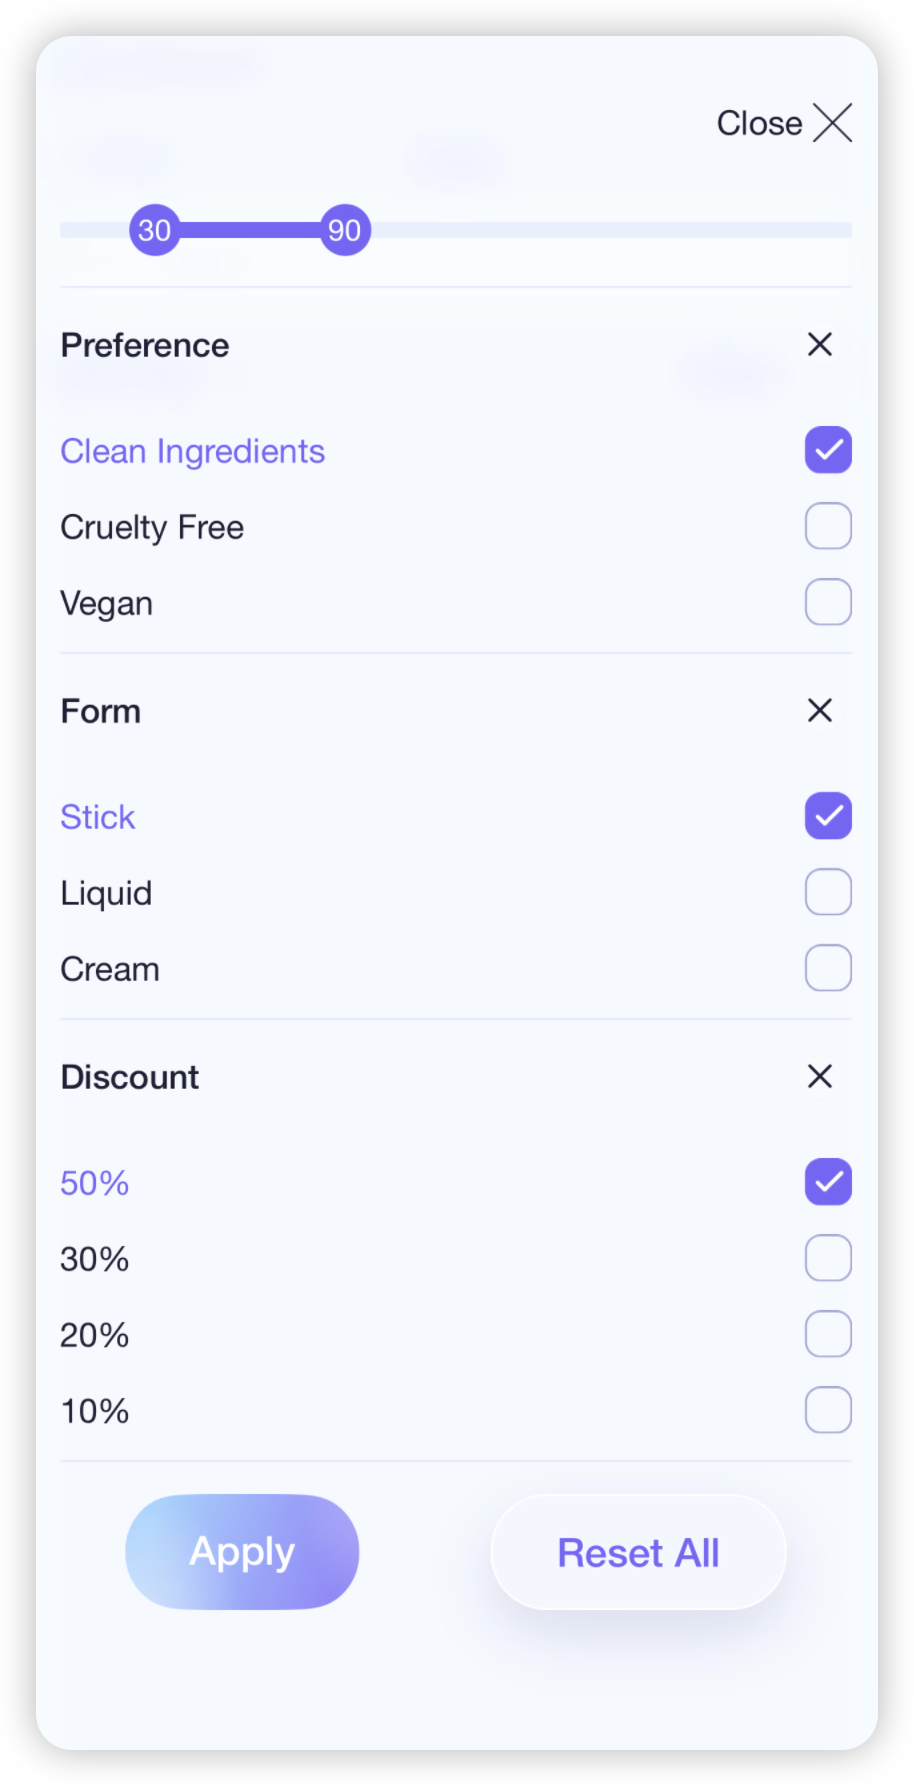 Close
30 90
Preference
Clean Ingredients
Cruelty Free
Vegan
Form
Stick
Liquid
Cream
Discount
50%
30%
20%
10%
Apply Reset All